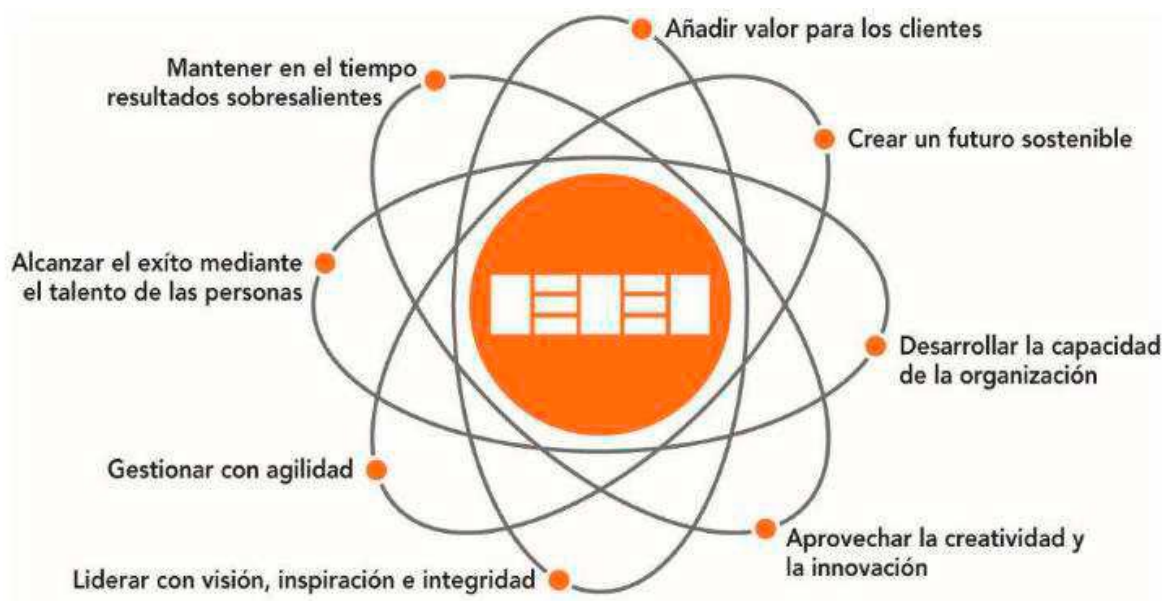 Añadir valor para los clientes
Mantener en el tiempo
resultados sobresalientes
Crear un futuro sostenible
Alcanzar el exíto mediante
el talento de las personas
Desarrollar la capacidad
de la organización
Gestionar con agilidad
Aprovechar la creatividad y
la innovación
Liderar con visión, inspiración e integridad